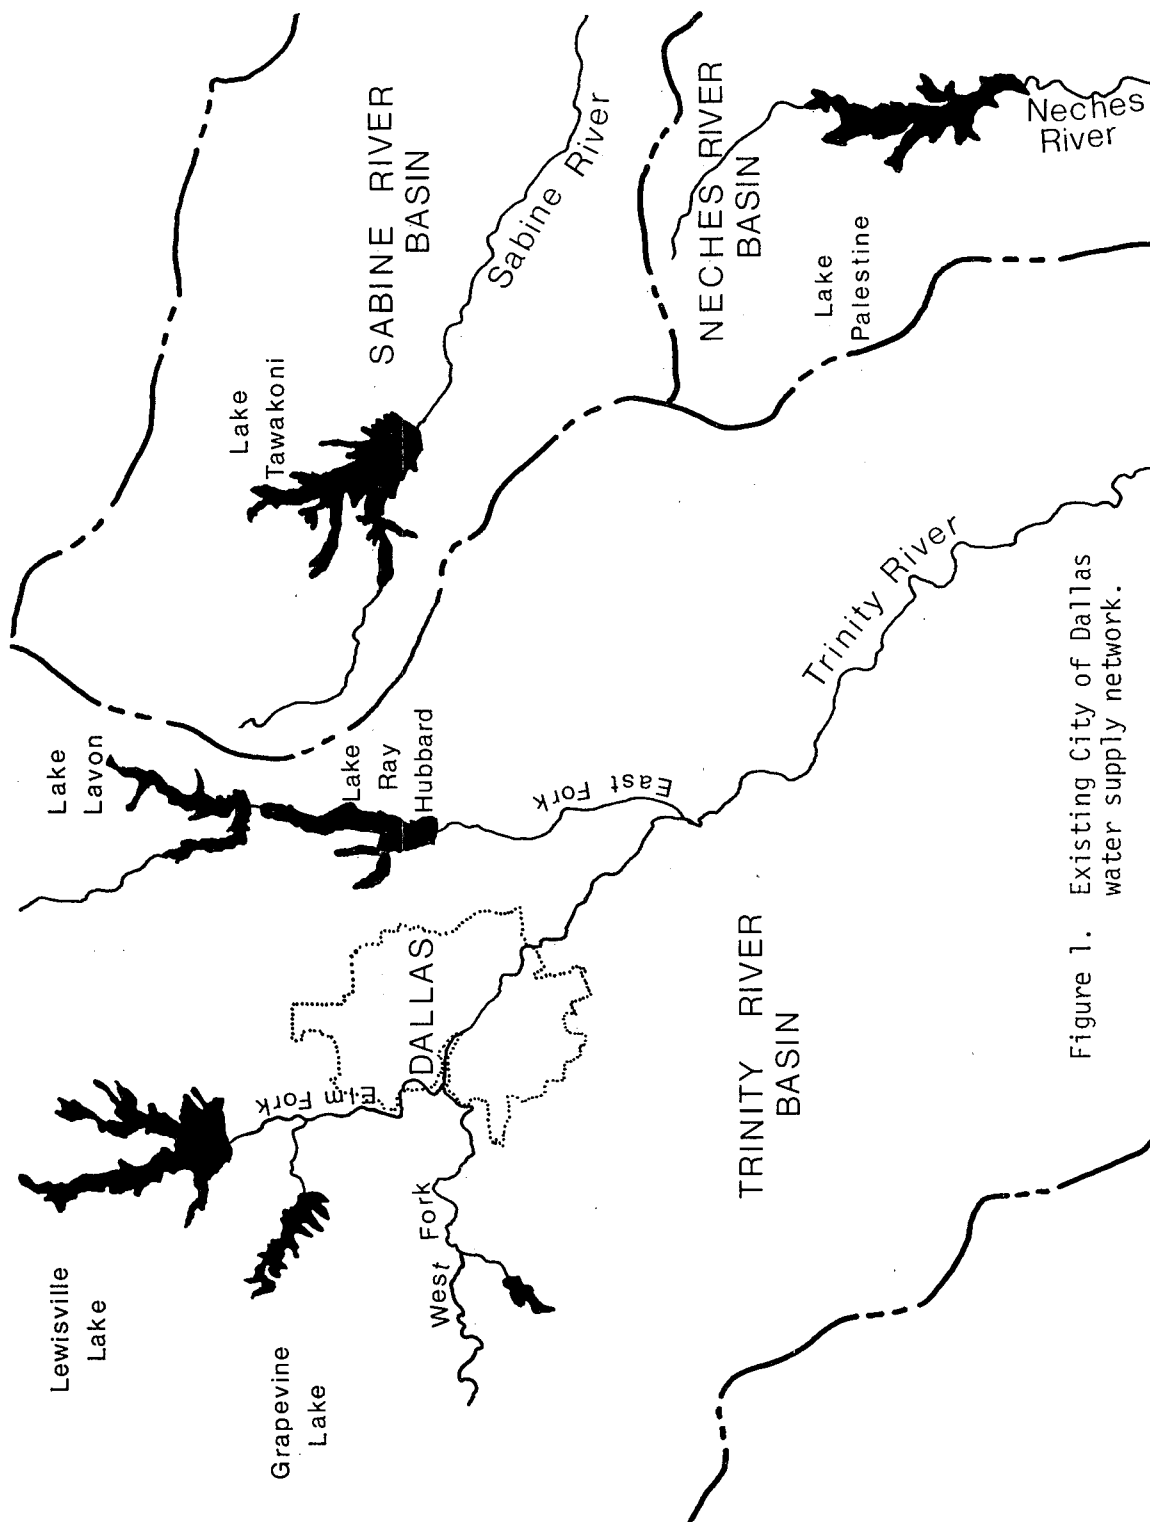 Lewisville
Lake
Grapevine
Lake
Elm Fork
West Fork
DALLAS
Lake
Lavon
Lake
Ray
Hubbard
East Fork
TRINITY RIVER
BASIN
Trinity River
Lake
Tawakoni
SABINE RIVER
BASIN
Sabine River
NECHES RIVER
BASIN
Lake
Palestine
Neches
River
Figure 1. Existing City of Dallas
water supply network.